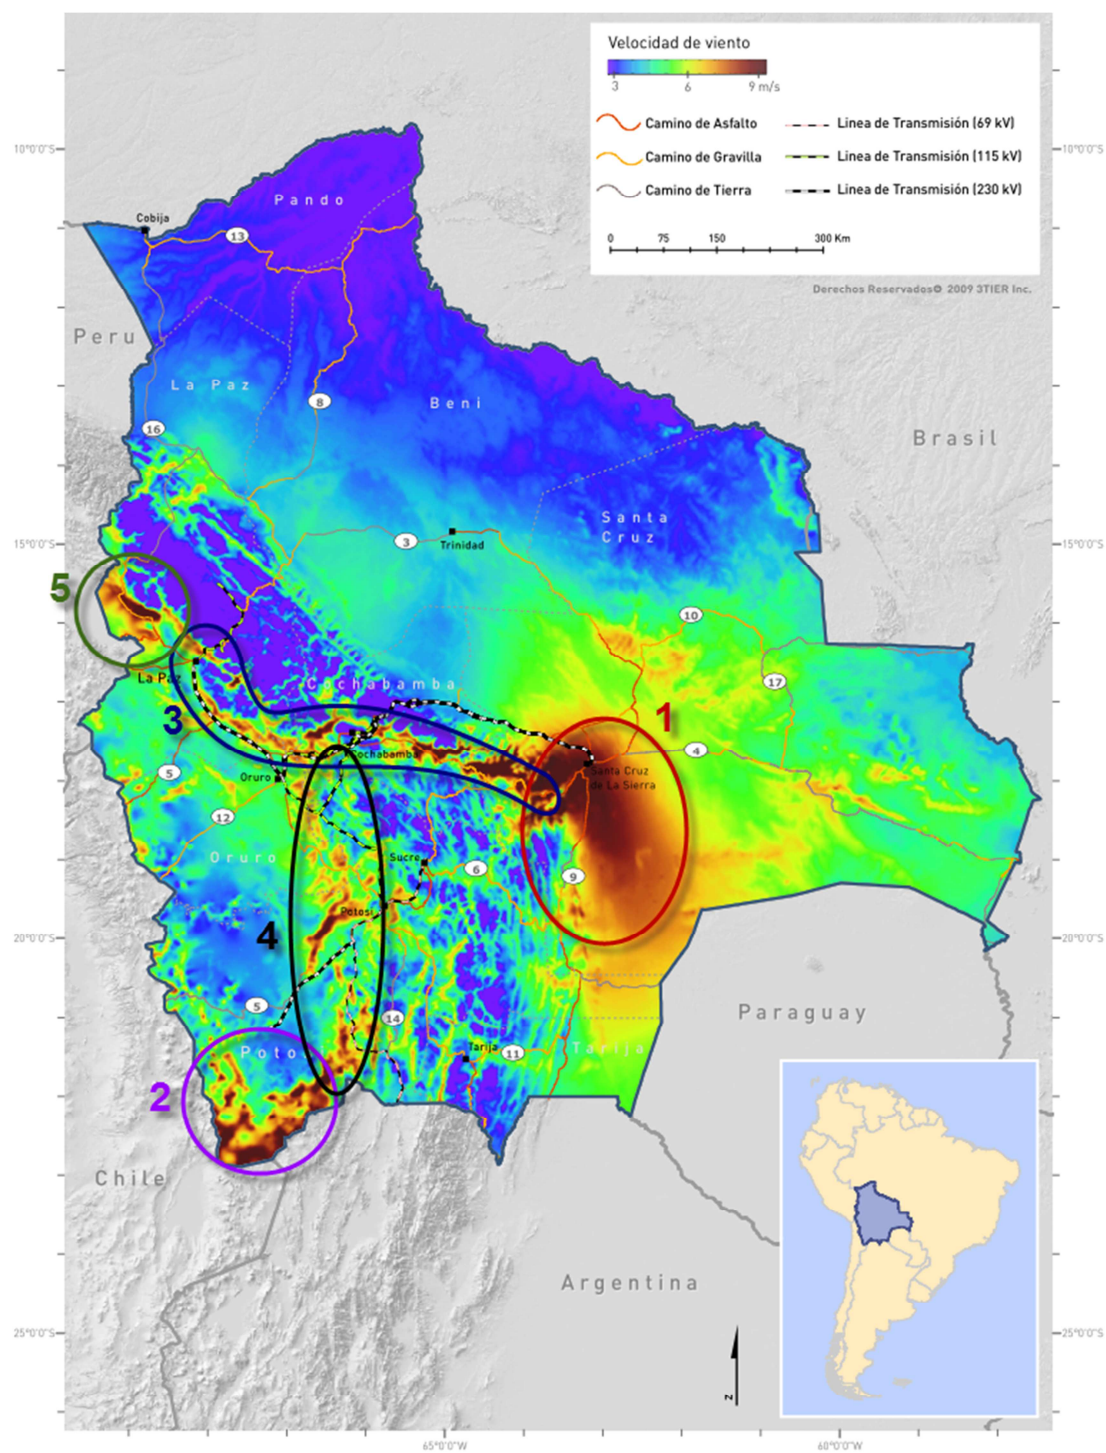 Velocidad de viento
3 6 9 m/s
Camino de Asfalto
Linea de Transmisión (69 kV)
Camino de Gravilla
Linea de Transmisión (115 kV)
Camino de Tierra
Linea de Transmisión (230 kV)
0 75 150 300 Km
Derechos Reservados© 2009 3TIER Inc.
10°0'0"S
10°0'0"S
Pando
Cobija
13
Peru
La Paz
8
Beni
16
Brasil
Santa
Cruz
15°0'0"S
3
Trinidad
15°0'0"S
5
10
La Paz
Cochabamba
17
3
1
4
Cochabamba
5
Oruro
Santa Cruz
de La Sierra
12
Oruro
Sucre
6
9
Potosí
4
20°0'0"S
20°0'0"S
5
14
Paraguay
Poto
Tarija
11
Tarija
2
Chile
Argentina
25°0'0"S
25°0'0"S
N
65°0'0"W
60°0'0"W